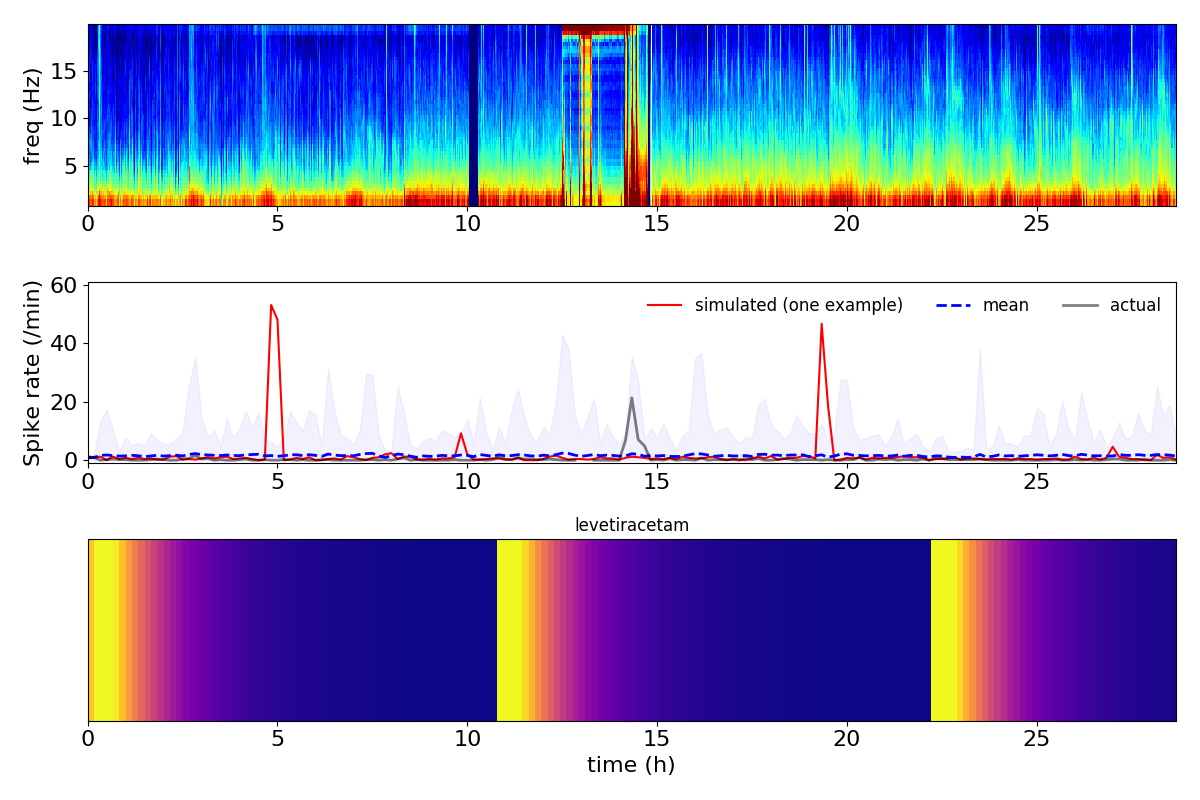 freq (Hz)
15
10
5
0 5 10 15 20 25
Spike rate (/min)
60
40
20
0
simulated (one example) mean actual
0 5 10 15 20 25
levetiracetam
0 5 10 15 20 25
time (h)